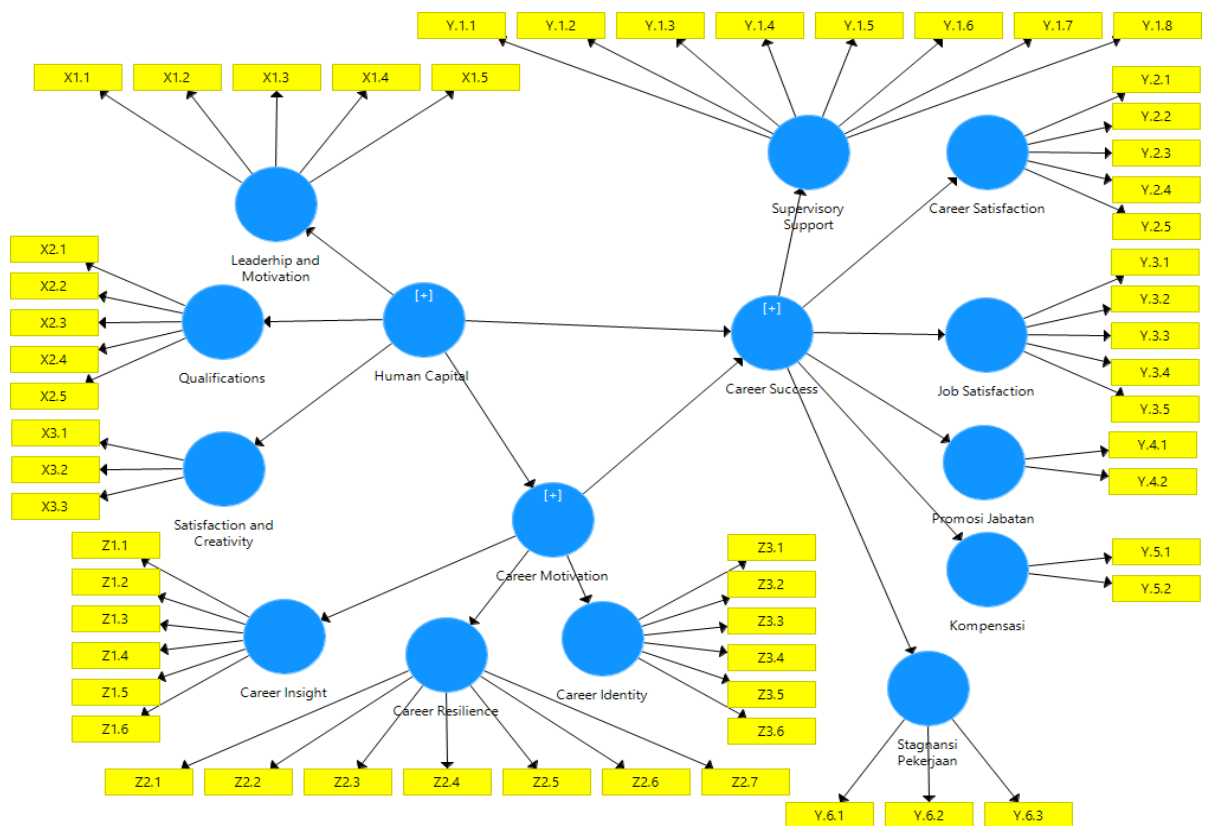 Y.1.1
Y.1.2
Y.1.3
Y.1.4
Y.1.5
Y.1.6
Y.1.7
Y.1.8
X1.1
X1.2
X1.3
X1.4
X1.5
Y.2.1
Y.2.2
Y.2.3
Y.2.4
Y.2.5
Supervisory
Support
Career Satisfaction
Leaderhip and
Motivation
X2.1
X2.2
X2.3
X2.4
X2.5
Qualifications
[+]
Human Capital
[+]
Career Success
Y.3.1
Y.3.2
Y.3.3
Y.3.4
Y.3.5
Job Satisfaction
X3.1
X3.2
X3.3
Satisfaction and
Creativity
Y.4.1
Y.4.2
Promosi Jabatan
[+]
Career Motivation
Y.5.1
Y.5.2
Kompensasi
Z1.1
Z1.2
Z1.3
Z1.4
Z1.5
Z1.6
Career Insight
Career Resilience
Career Identity
Z3.1
Z3.2
Z3.3
Z3.4
Z3.5
Z3.6
Stagnansi
Pekerjaan
Z2.1
Z2.2
Z2.3
Z2.4
Z2.5
Z2.6
Z2.7
Y.6.1
Y.6.2
Y.6.3